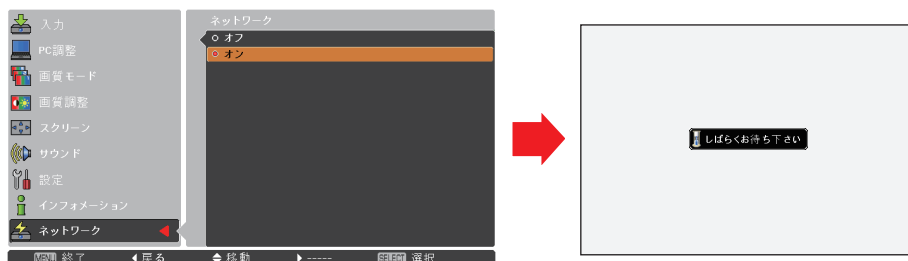 入力
PC調整
画質モード
画質調整
スクリーン
サウンド
設定
インフォメーション
ネットワーク
ネットワーク
オフ
オン
MENU 終了 戻る 移動 ----- SELECT 選択
しばらくお待ち下さい